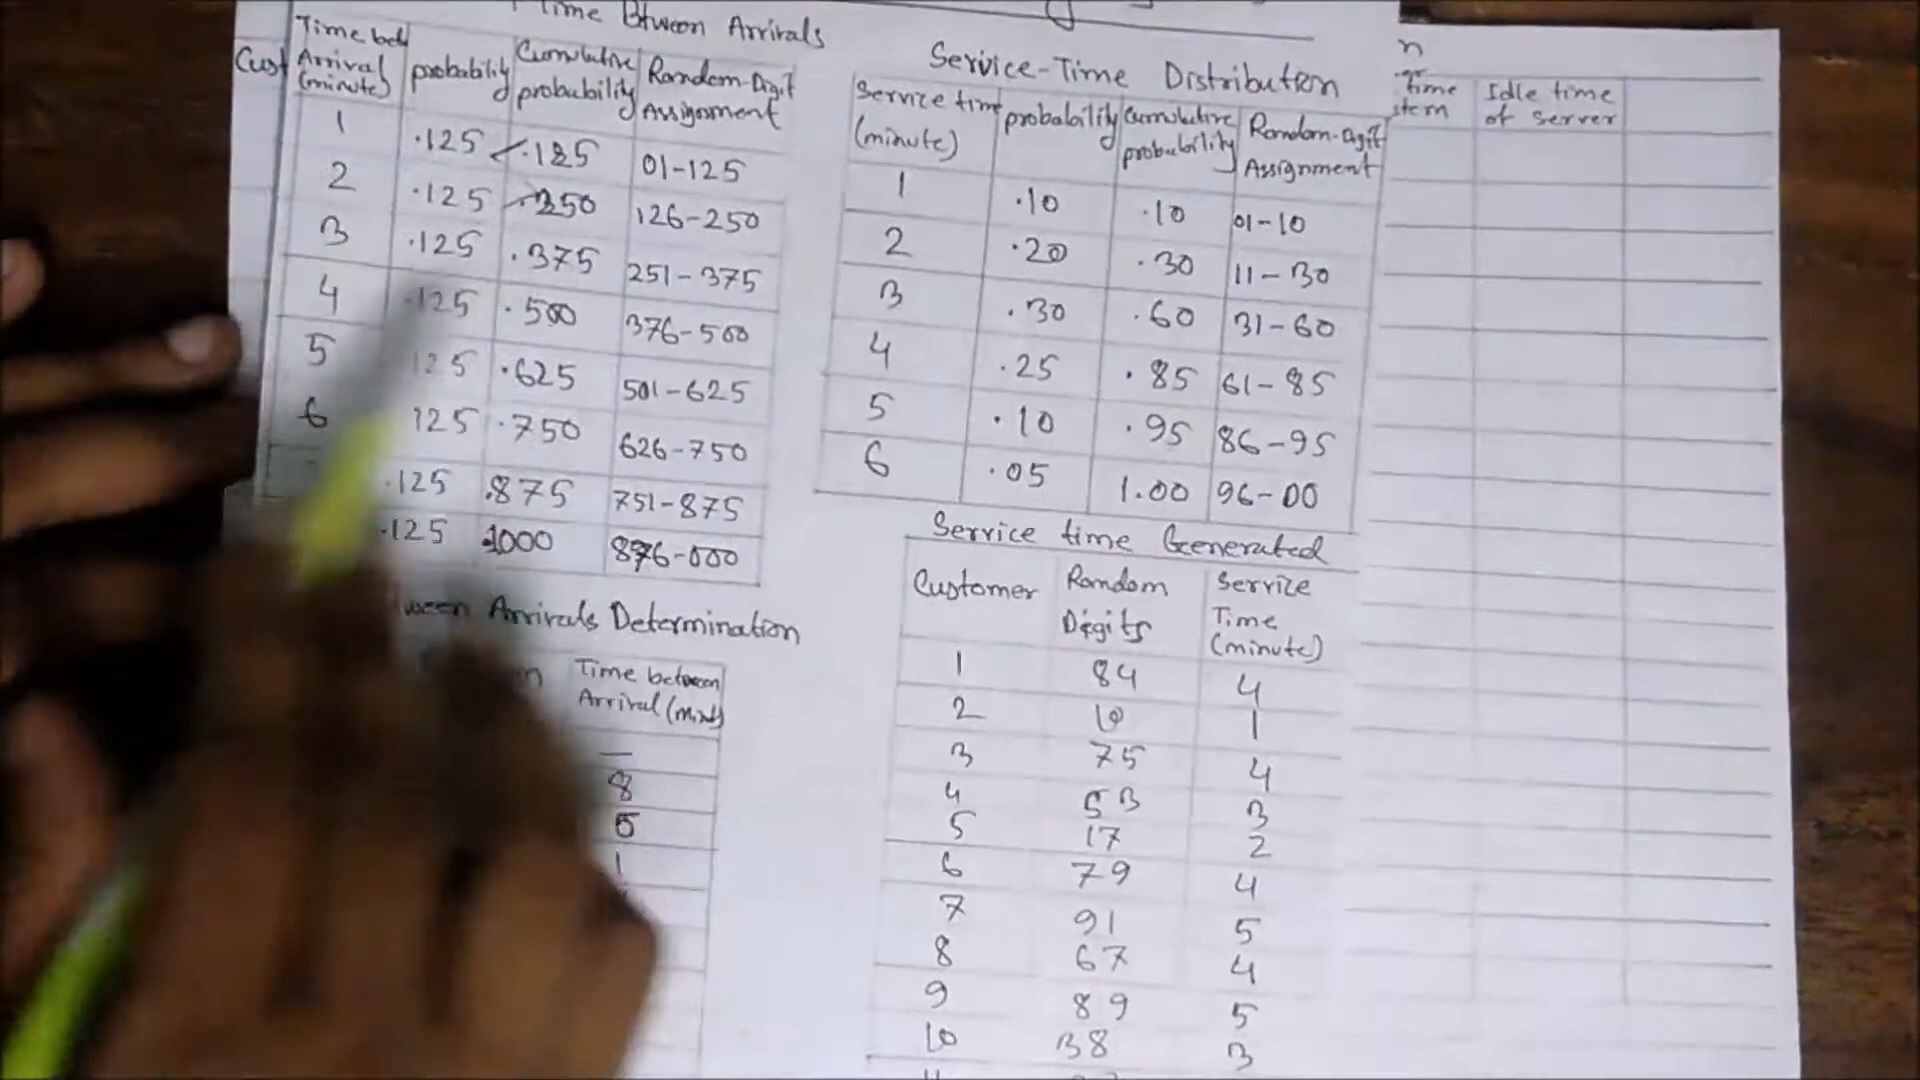 Time Btween Arrivals
Cust
Time bet Arrival (minute) probability Cumulative probability Random-Digit Assignment
1 .125 .125 01-125
2 .125 .250 126-250
3 .125 .375 251-375
4 .125 .500 376-500
5 125 .625 501-625
6 125 .750 626-750
.125 .875 751-875
.125 1000 876-000
Arrivals Determination
Time between
Arrival (
—
8
1
Service-Time Distribution
Service time (minute) probability Cumulative probability Random-Digit Assignment
1 .10 .10 01-10
2 .20 .30 11-30
3 .30 .60 31-60
4 .25 .85 61-85
5 .10 .95 86-95
6 .05 1.00 96-00
Service time Generated
Customer Random Digits Service Time (minute)
1 84 4
2 10 1
3 75 4
4 53 3
5 17 2
6 79 4
7 91 5
8 67 4
9 89 5
10 38 3
n
Time
stem
Idle time
of server